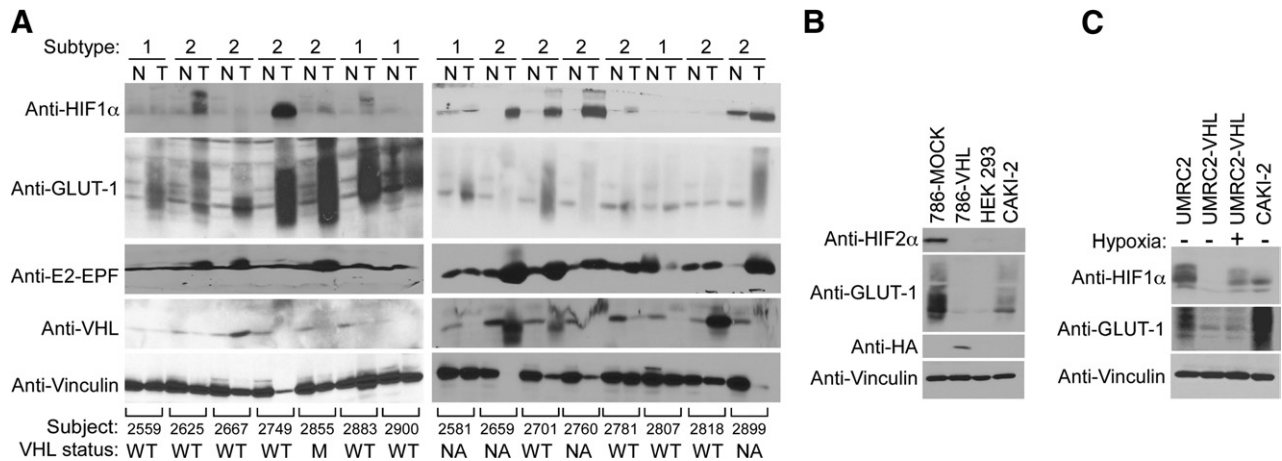 A
Subtype: 1 2 2 2 2 1 1 1 2 2 2 2 1 2 2
N T N T N T N T N T N T N T N T N T N T N T N T N T N T N T
Anti-HIF1α
Anti-GLUT-1
Anti-E2-EPF
Anti-VHL
Anti-Vinculin
Subject: 2559 2625 2667 2749 2855 2883 2900 2581 2659 2701 2760 2781 2807 2818 2899
VHL status: WT WT WT WT M WT WT NA NA WT NA WT WT WT NA
B
786-MOCK
786-VHL
HEK 293
CAKI-2
Anti-HIF2α
Anti-GLUT-1
Anti-HA
Anti-Vinculin
C
UMRC2
UMRC2-VHL
UMRC2-VHL
CAKI-2
Hypoxia: - - + -
Anti-HIF1α
Anti-GLUT-1
Anti-Vinculin